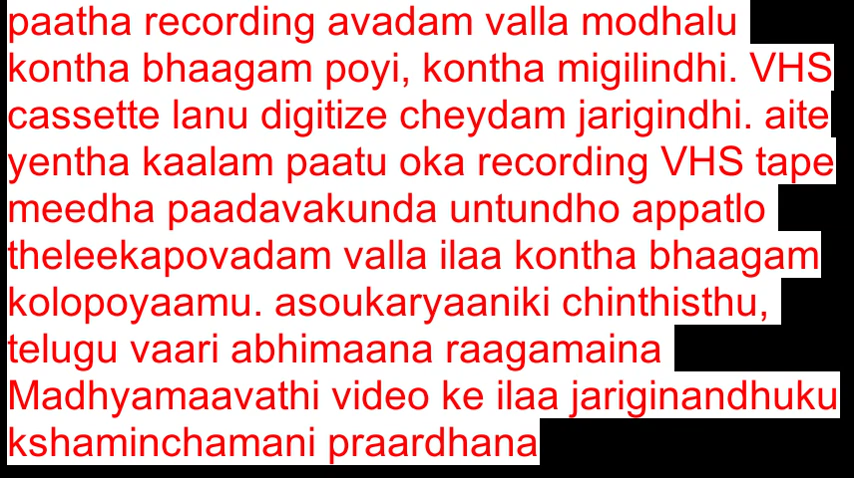 paatha recording avadam valla modhalu
kontha bhaagam poyi, kontha migilindhi. VHS
cassette lanu digitize cheydam jarigindhi. aite
yentha kaalam paatu oka recording VHS tape
meedha paadavakunda untundho appatlo
theleekapovadam valla ilaa kontha bhaagam
kolopoyaamu. asoukaryaaniki chinthisthu,
telugu vaari abhimaana raagamaina
Madhyamaavathi video ke ilaa jariginandhuku
kshaminchamani praardhana